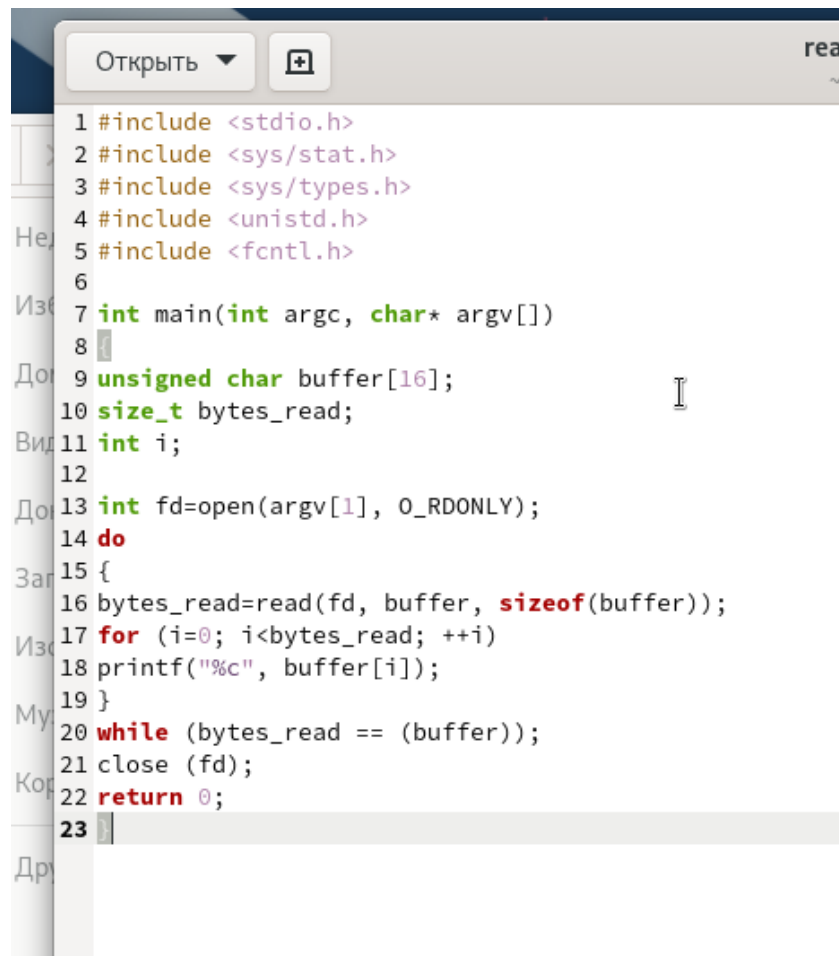 Открыть
rea
1 #include <stdio.h>
2 #include <sys/stat.h>
3 #include <sys/types.h>
4 #include <unistd.h>
5 #include <fcntl.h>
6
7 int main(int argc, char* argv[])
8 {
9 unsigned char buffer[16];
10 size_t bytes_read;
11 int i;
12
13 int fd=open(argv[1], O_RDONLY);
14 do
15 {
16 bytes_read=read(fd, buffer, sizeof(buffer));
17 for (i=0; i<bytes_read; ++i)
18 printf("%c", buffer[i]);
19 }
20 while (bytes_read == (buffer));
21 close (fd);
22 return 0;
23 }
Не
Изб
До
Вид
До
Заг
Изо
Му
Кор
Дру